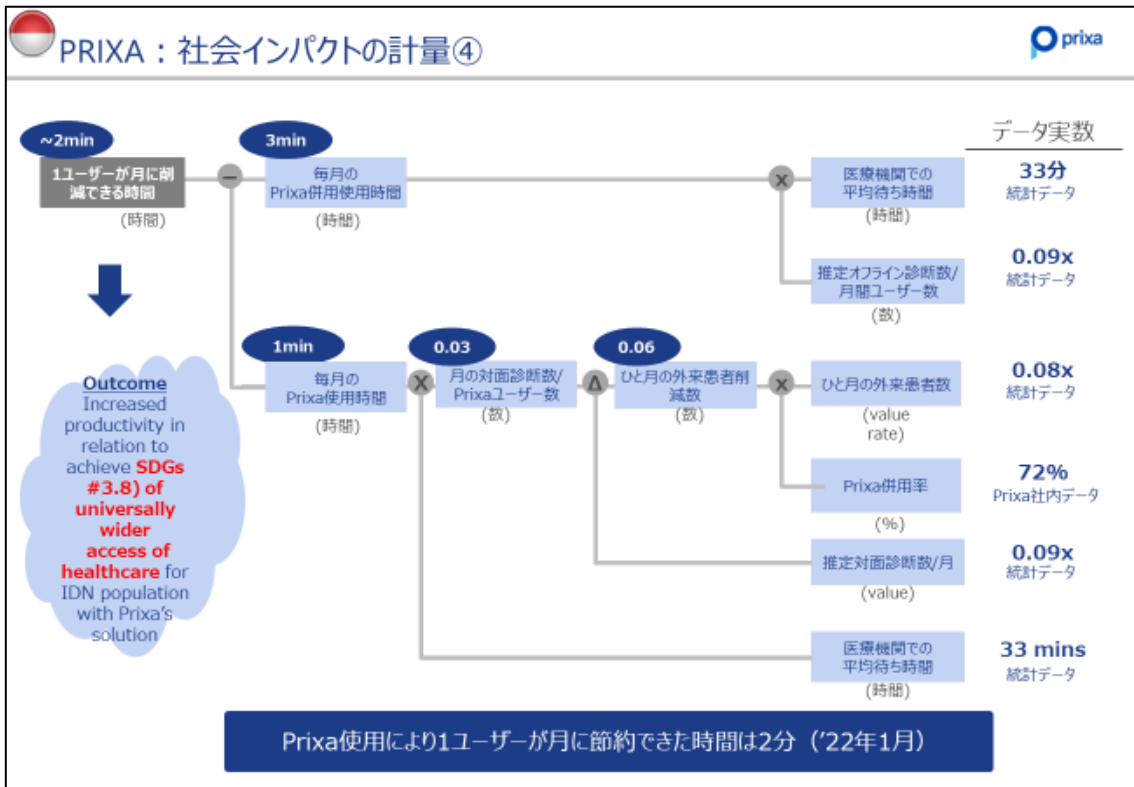 PRIXA：社会インパクトの計量④
prixa
データ実数
~2min
1ユーザーが月に削
減できる時間
(時間)
−
3min
毎月の
Prixa併用使用時間
(時間)
x
医療機関での
平均待ち時間
(時間)
33分
統計データ
推定オフライン診断数/
月間ユーザー数
(数)
0.09x
統計データ
1min
毎月の
Prixa使用時間
(時間)
X
0.03
月の対面診断数/
Prixaユーザー数
(数)
Δ
0.06
ひと月の外来患者削
減数
(数)
x
ひと月の外来患者数
(value
rate)
0.08x
統計データ
Prixa併用率
(%)
72%
Prixa社内データ
推定対面診断数/月
(value)
0.09x
統計データ
医療機関での
平均待ち時間
(時間)
33 mins
統計データ
Outcome
Increased
productivity in
relation to
achieve SDGs
#3.8) of
universally
wider
access of
healthcare for
IDN population
with Prixa's
solution
Prixa使用により1ユーザーが月に節約できた時間は2分（'22年1月）